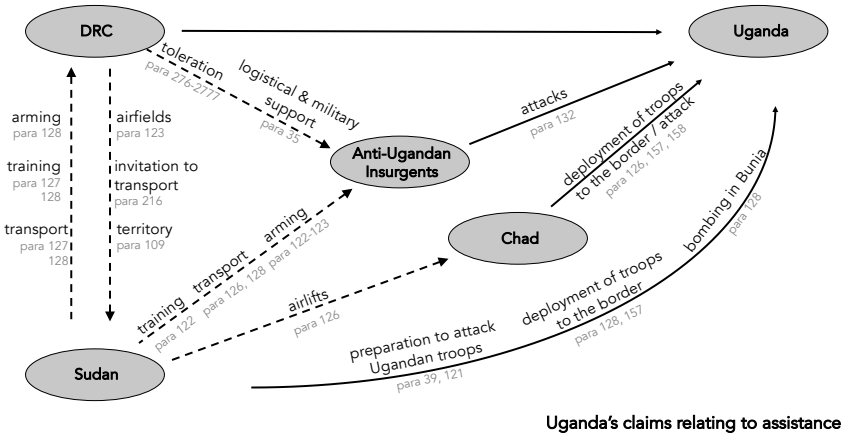 DRC
Uganda
toleration
para 276-2777
logistical & military
support
para 35
arming
para 128
training
para 127
128
transport
para 127
128
airfields
para 123
invitation to
transport
para 216
territory
para 109
Anti-Ugandan
Insurgents
attacks
para 132
deployment of troops
to the border / attack
para 126, 157, 158
Chad
training
para 122
transport
para 126, 128
arming
para 122-123
airlifts
para 126
Sudan
preparation to attack
Ugandan troops
para 39, 121
deployment of troops
to the border
para 128, 157
bombing in Bunia
para 128
Uganda's claims relating to assistance